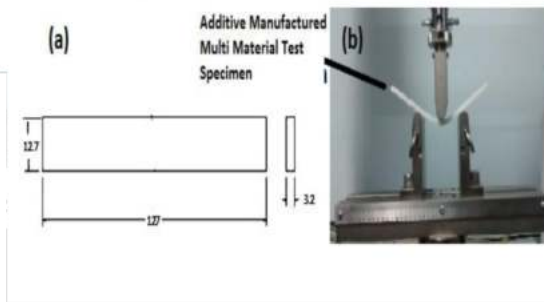 (a)
Additive Manufactured
Multi Material Test
Specimen
(b)
12.7
127
3.2